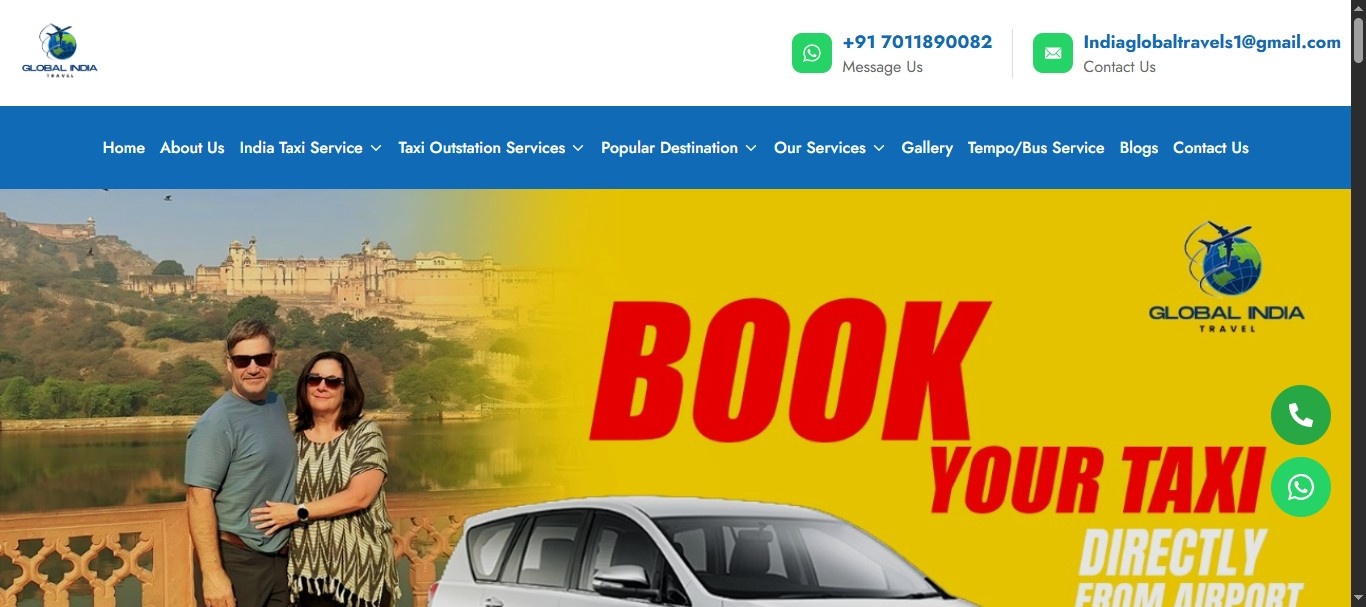 GLOBAL INDIA
TRAVEL
+91 7011890082
Message Us
Indiaglobaltravels1@gmail.com
Contact Us
Home About Us India Taxi Service Taxi Outstation Services Popular Destination Our Services Gallery Tempo/Bus Service Blogs Contact Us
GLOBAL INDIA
TRAVEL
BOOK
YOUR TAXI
DIRECTLY
FROM AIRPORT